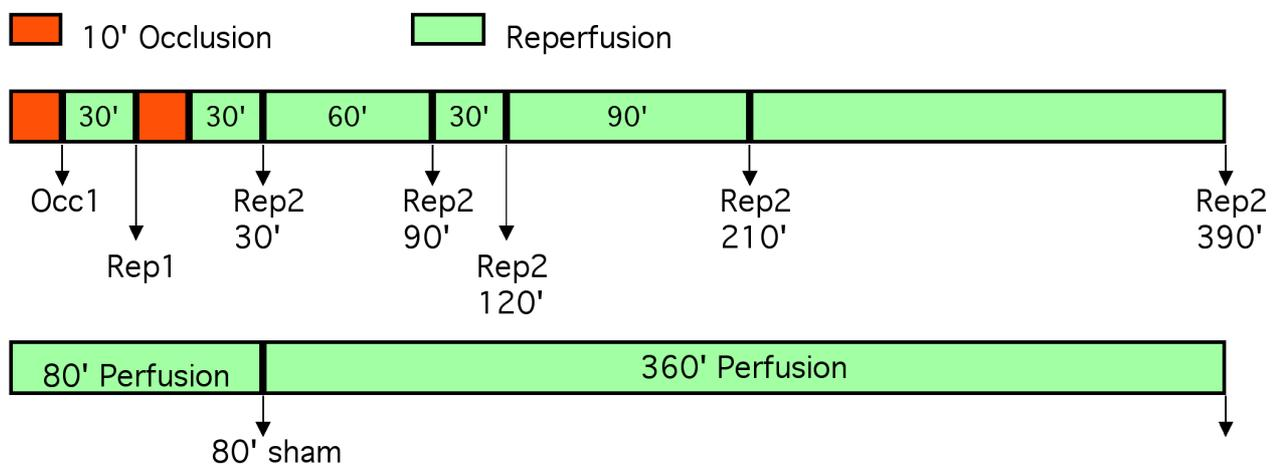 10' Occlusion
Reperfusion
30'
30'
60'
30'
90'
Occ1
Rep1
Rep2
30'
Rep2
90'
Rep2
120'
Rep2
210'
Rep2
390'
80' Perfusion
360' Perfusion
80' sham